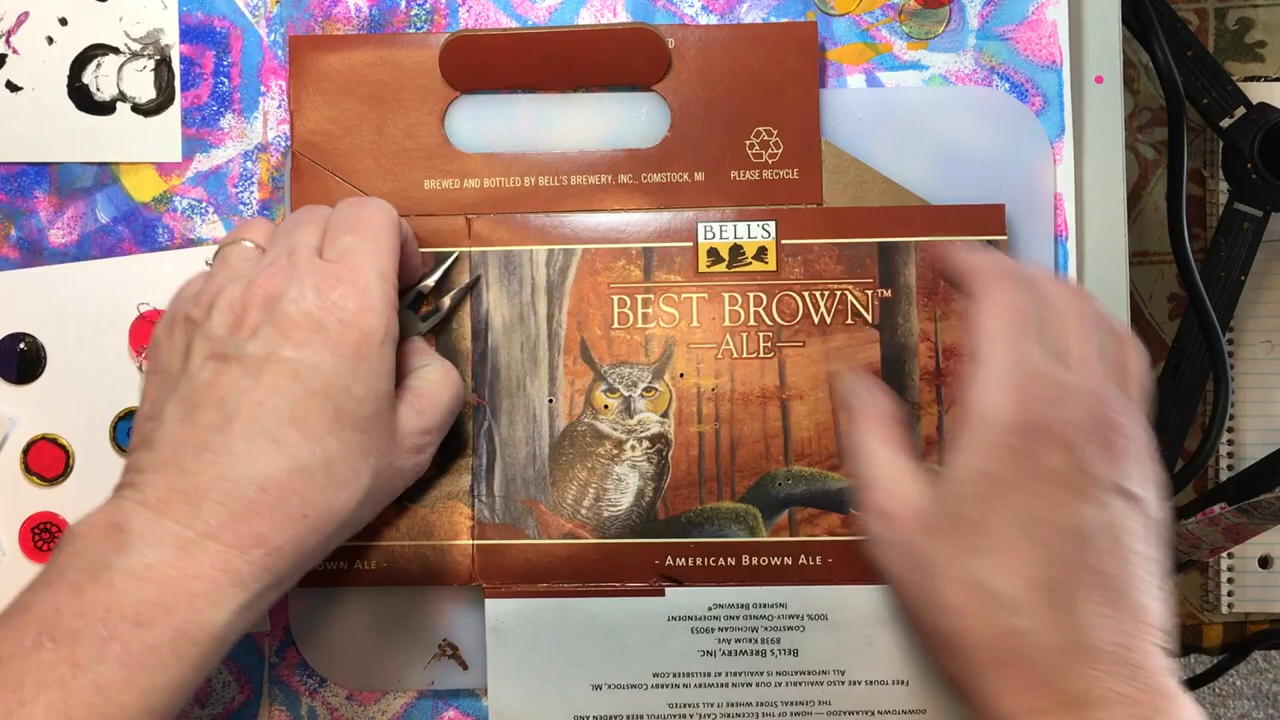 BREWED AND BOTTLED BY BELL'S BREWERY, INC., COMSTOCK, MI
PLEASE RECYCLE
BELL'S
BEST BROWN™
—ALE—
OWN ALE -
- AMERICAN BROWN ALE -
DOWNTOWN KALAMAZOO — HOME OF THE ECCENTRIC CAFÉ, A BEAUTIFUL BEER GARDEN AND
THE GENERAL STORE WHERE IT ALL STARTED.
FREE TOURS ARE ALSO AVAILABLE AT OUR MAIN BREWERY IN NEARBY COMSTOCK, MI.
ALL INFORMATION IS AVAILABLE AT BELLSBEER.COM
BELL'S BREWERY, INC.
8938 KRUM AVE.
COMSTOCK, MICHIGAN 49053
100% FAMILY-OWNED AND INDEPENDENT
INSPIRED BREWING®